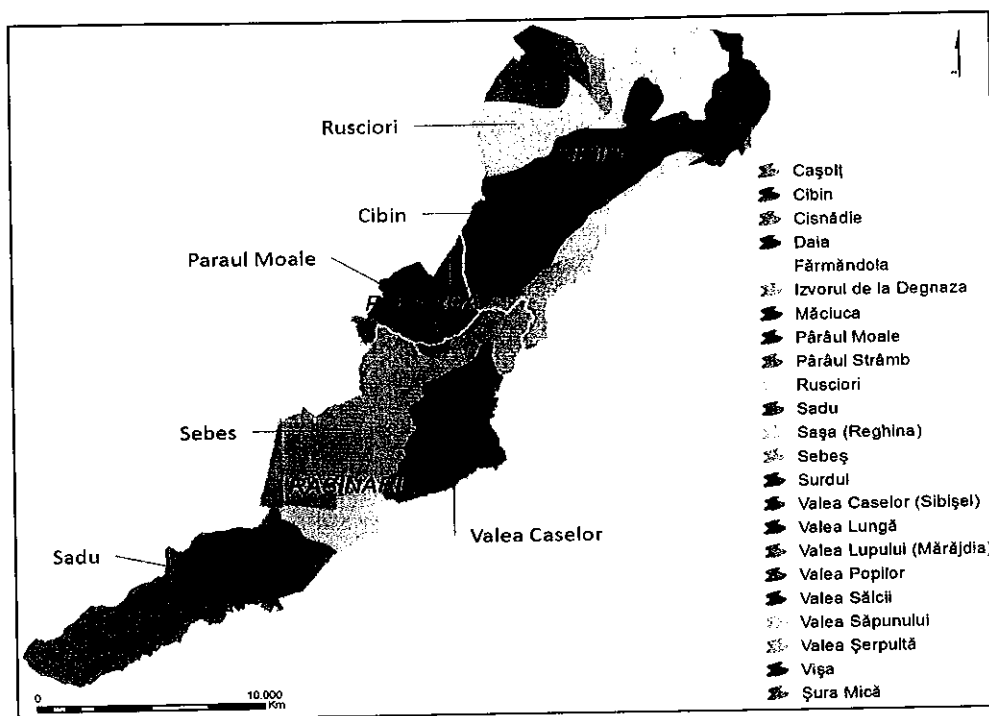 Rusciori
Cibin
Paraul Moale
Sebes
RASINARI
Valea Caselor
Sadu
Caşolţ
Cibin
Cisnădie
Daia
Fărmăndola
Izvorul de la Degnaza
Măciuca
Pârâul Moale
Pârâul Strâmb
Rusciori
Sadu
Saşa (Reghina)
Sebeş
Surdul
Valea Caselor (Sibişel)
Valea Lungă
Valea Lupului (Mărăjdia)
Valea Popilor
Valea Sălcii
Valea Săpunului
Valea Şerpuită
Vişa
Şura Mică
0 10.000
Km